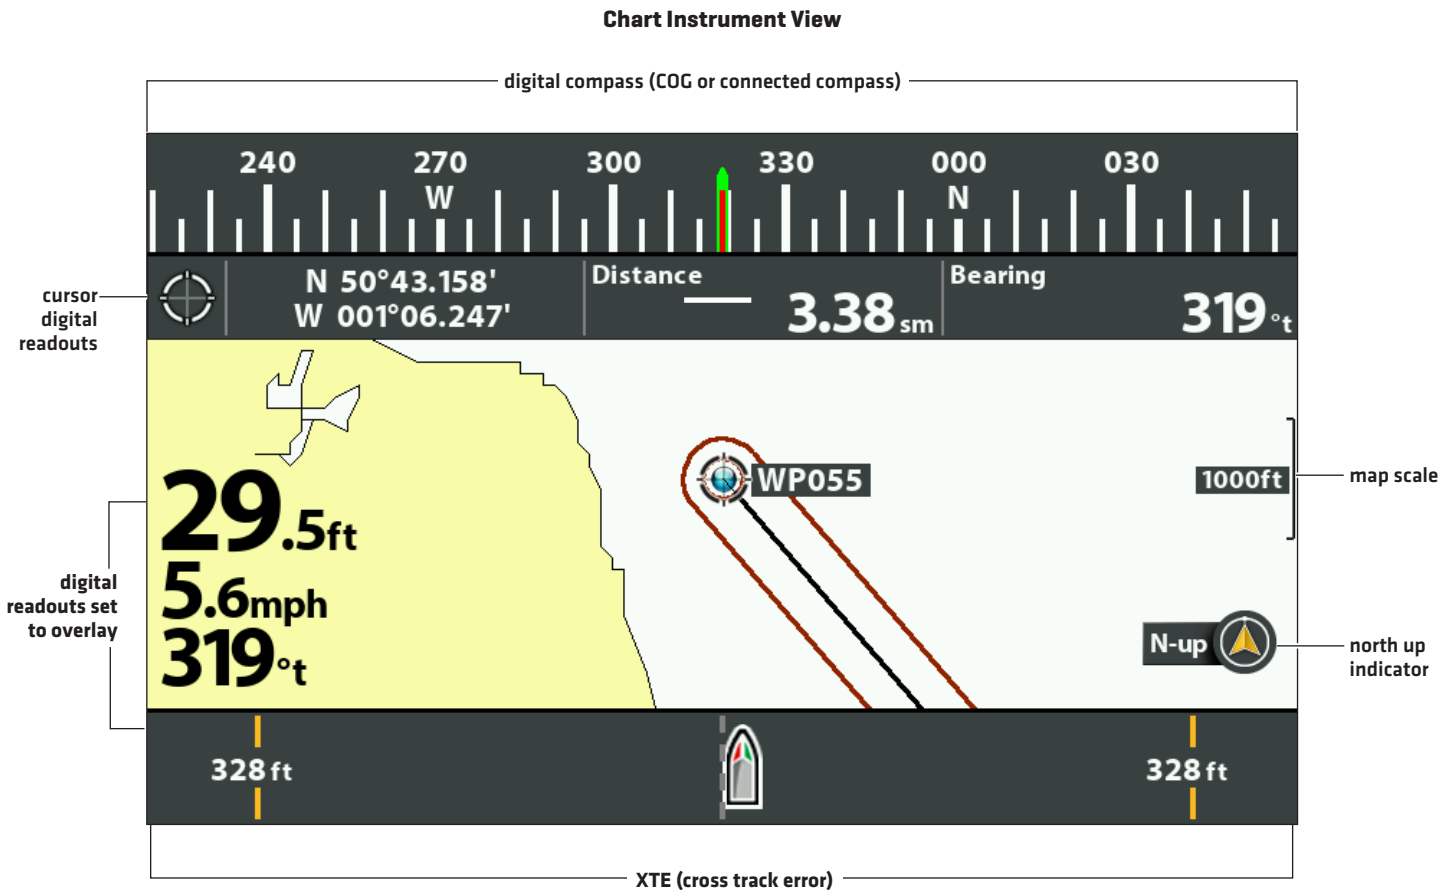 Chart Instrument View
digital compass (COG or connected compass)
240 270 300 330 000 030
W N
N 50°43.158'
W 001°06.247'
Distance
3.38 sm
Bearing
319 °t
cursor
digital
readouts
WP055
1000ft
map scale
29.5ft
5.6mph
319°t
digital
readouts set
to overlay
N-up
north up
indicator
328 ft 328 ft
XTE (cross track error)